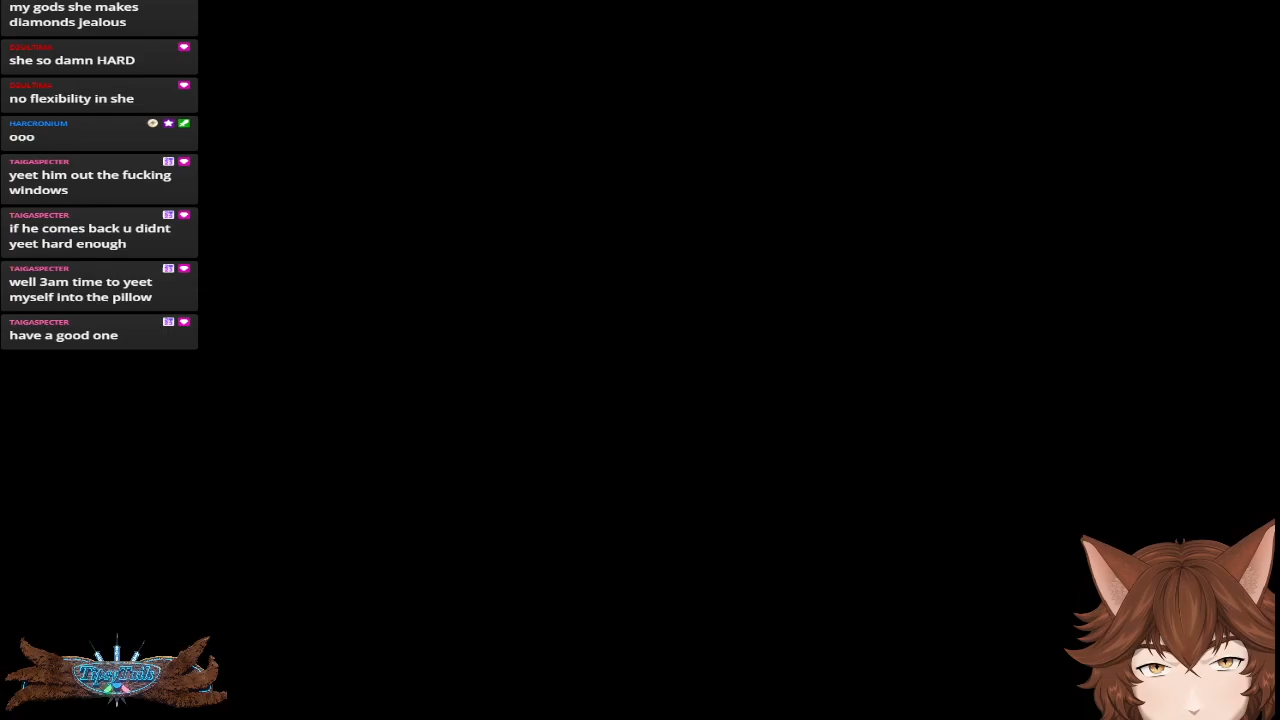 my gods she makes
diamonds jealous
she so damn HARD
no flexibility in she
HARCRONIUM
ooo
TAIGASPECTER
yeet him out the fucking
windows
TAIGASPECTER
if he comes back u didnt
yeet hard enough
TAIGASPECTER
well 3am time to yeet
myself into the pillow
TAIGASPECTER
have a good one
TipsyTails